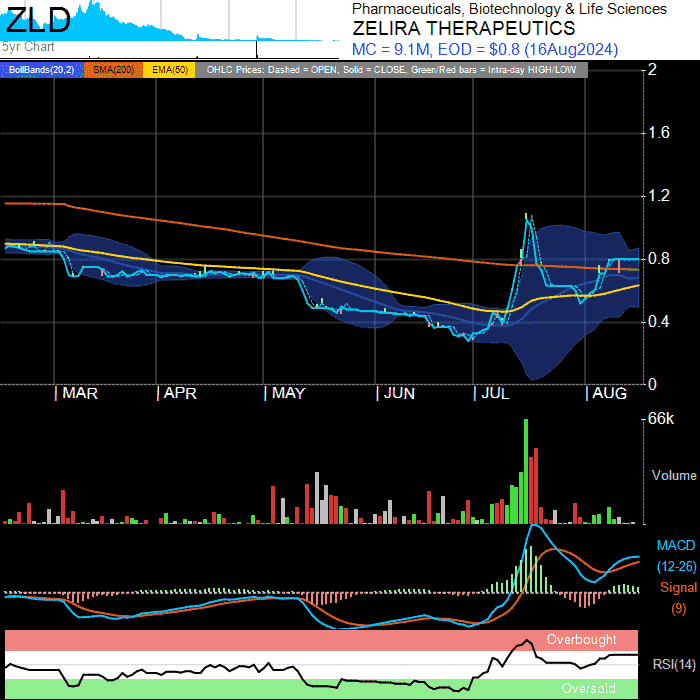 ZLD
5yr Chart
Pharmaceuticals, Biotechnology & Life Sciences
ZELIRA THERAPEUTICS
MC = 9.1M, EOD = $0.8 (16Aug2024)
BollBands(20,2) SMA(200) EMA(50) OHLC Prices: Dashed = OPEN, Solid = CLOSE, Green/Red bars = Intra-day HIGH/LOW
2
1.6
1.2
0.8
0.4
0
MAR APR MAY JUN JUL AUG
66k
Volume
MACD
(12-26)
Signal
(9)
Overbought
RSI(14)
Oversold